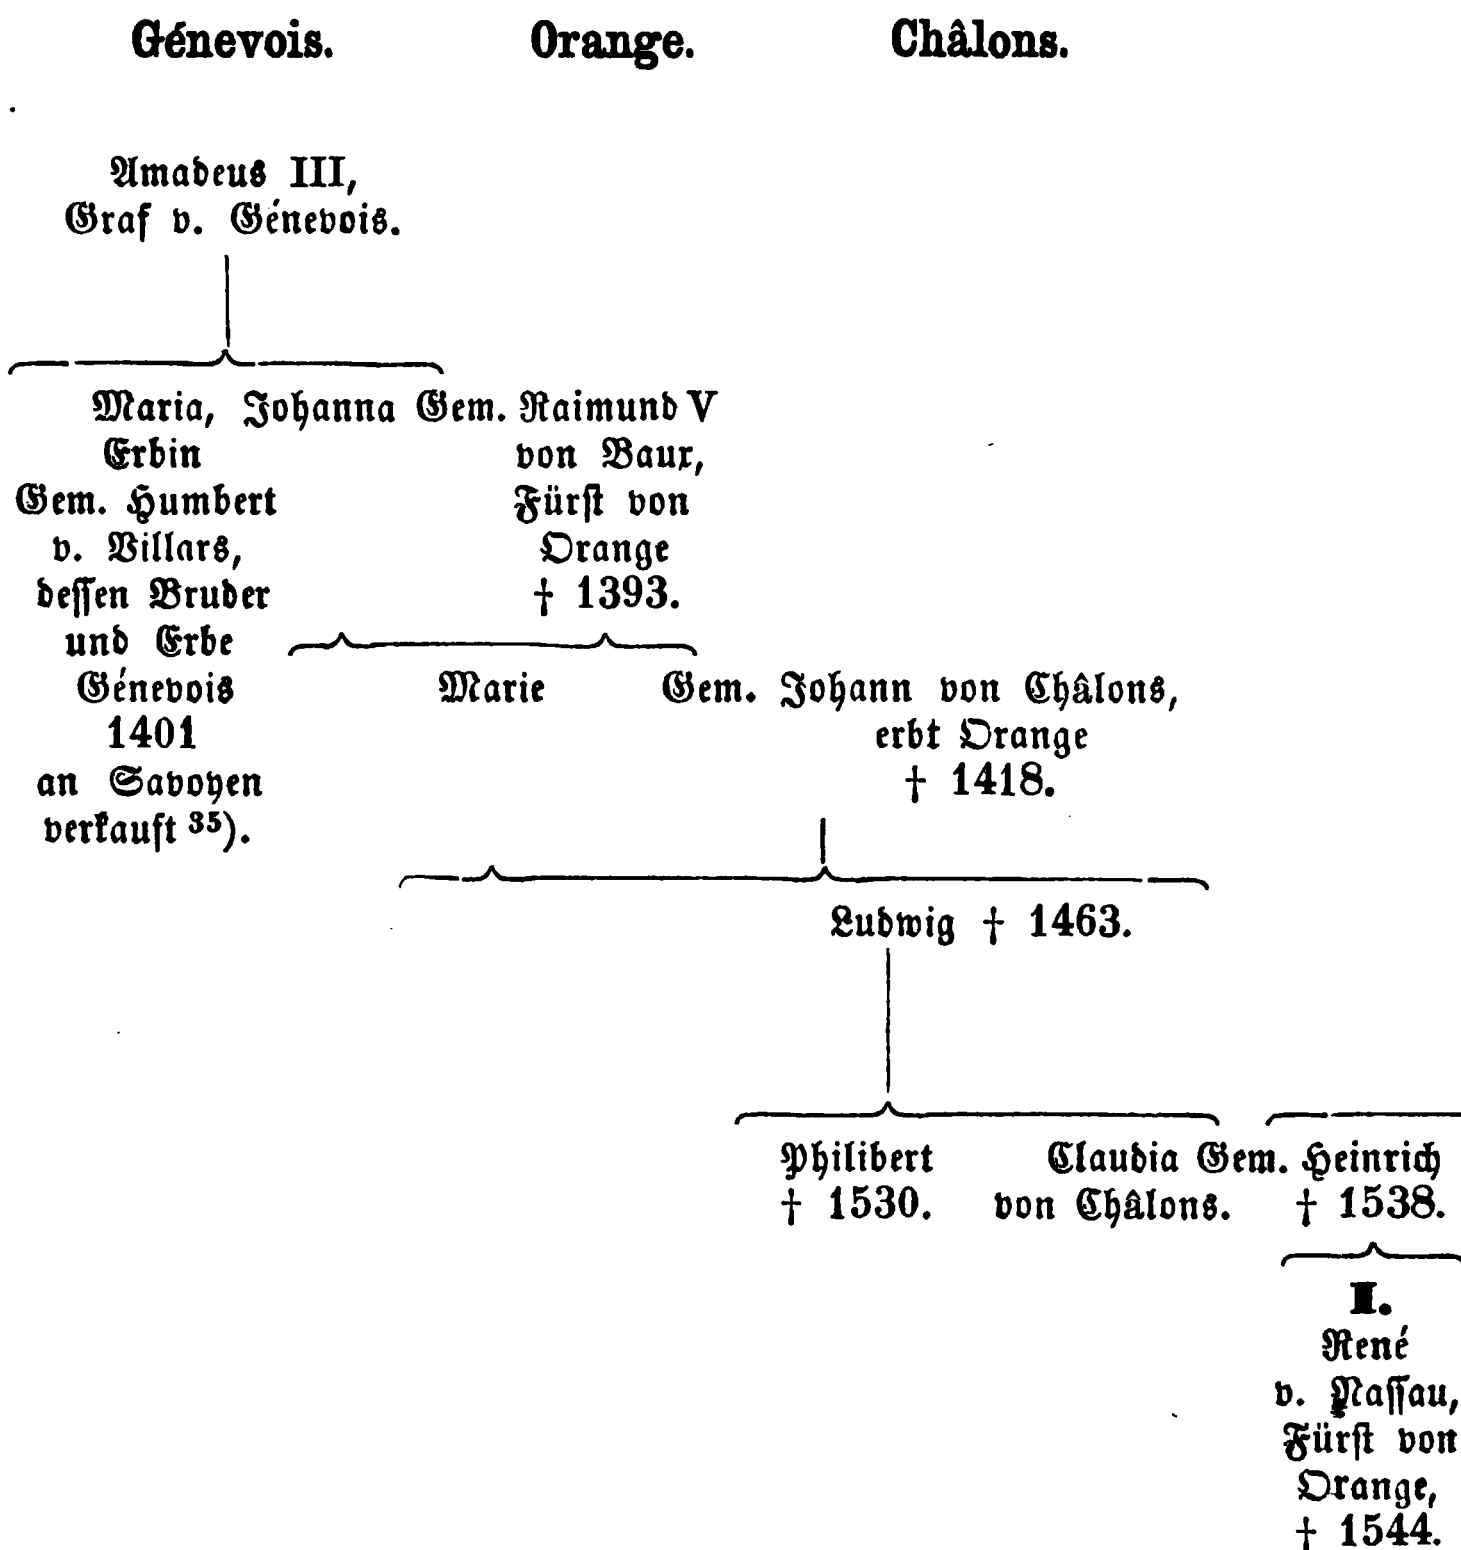 Génevois. Orange. Châlons.
Amadeus III,
Graf v. Génevois.
Maria, Johanna Gem. Raimund V
Erbin
Gem. Humbert
v. Villars,
dessen Bruder
und Erbe
Génevois
1401
an Savoyen
verkauft 35).
von Baux,
Fürst von
Orange
† 1393.
Marie Gem. Johann von Châlons,
erbt Orange
† 1418.
Ludwig † 1463.
Philibert
† 1530.
Claudia Gem. Heinrich
von Châlons. † 1538.
II.
René
v. Nassau,
Fürst von
Orange,
† 1544.